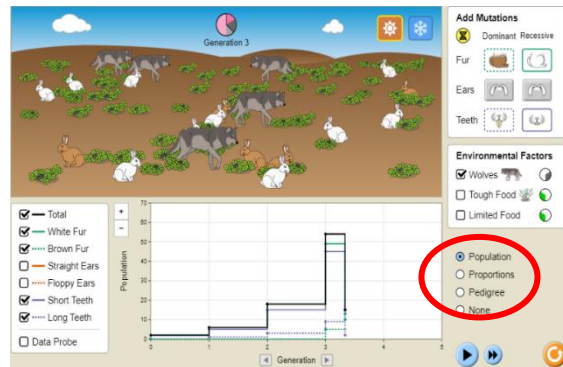 Generation 3
Add Mutations
Dominant Recessive
Fur
Ears
Teeth
Environmental Factors
Wolves
Tough Food
Limited Food
Population
Proportions
Pedigree
None
Total
White Fur
Brown Fur
Straight Ears
Floppy Ears
Short Teeth
Long Teeth
Data Probe
+
−
Population
70
60
50
40
30
20
10
0
0 1 2 3 4 5
Generation